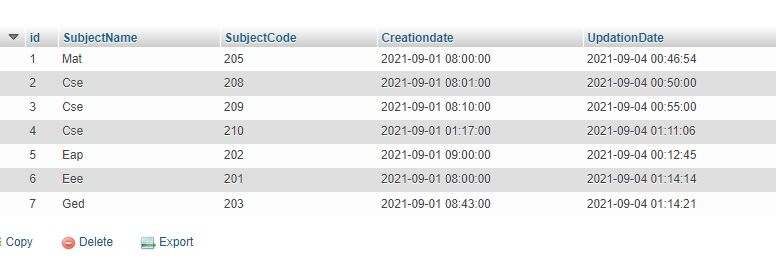 id SubjectName SubjectCode Creationdate UpdationDate
1 Mat 205 2021-09-01 08:00:00 2021-09-04 00:46:54
2 Cse 208 2021-09-01 08:01:00 2021-09-04 00:50:00
3 Cse 209 2021-09-01 08:10:00 2021-09-04 00:55:00
4 Cse 210 2021-09-01 01:17:00 2021-09-04 01:11:06
5 Eap 202 2021-09-01 09:00:00 2021-09-04 00:12:45
6 Eee 201 2021-09-01 08:00:00 2021-09-04 01:14:14
7 Ged 203 2021-09-01 08:43:00 2021-09-04 01:14:21
Copy Delete Export